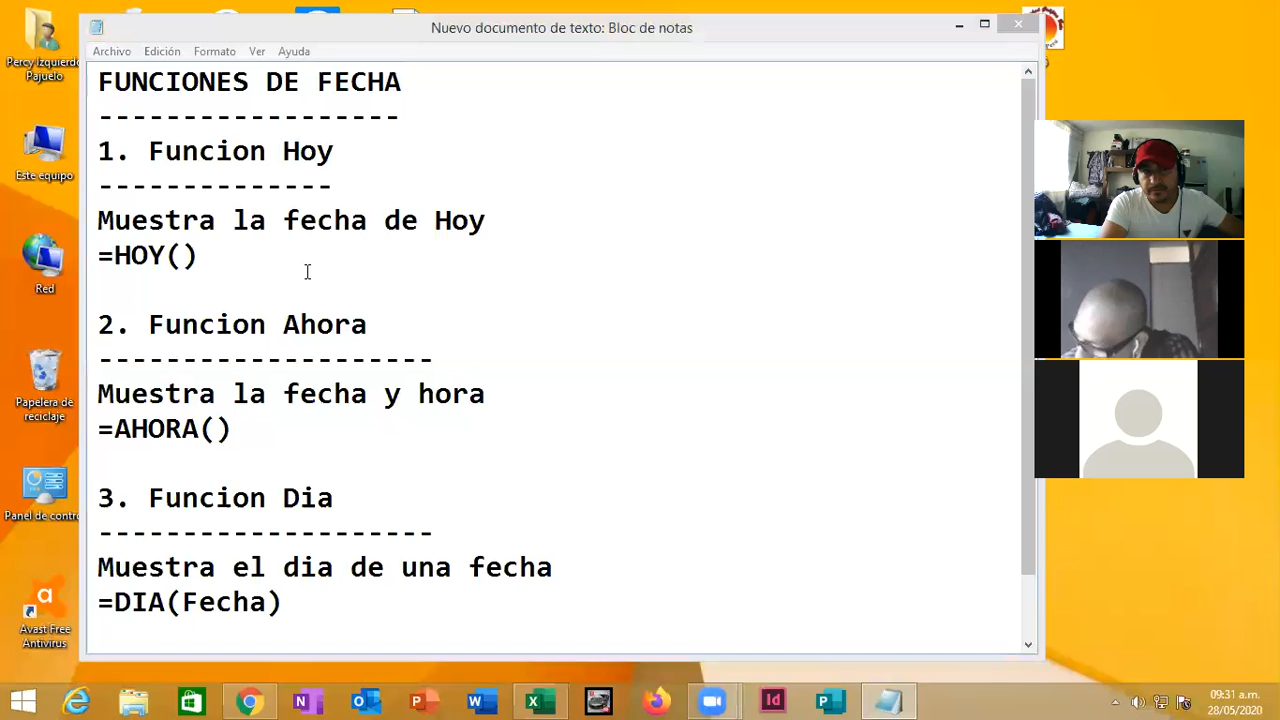 Nuevo documento de texto: Bloc de notas
Archivo Edición Formato Ver Ayuda
FUNCIONES DE FECHA
------------------
1. Funcion Hoy
--------------
Muestra la fecha de Hoy
=HOY()
2. Funcion Ahora
--------------------
Muestra la fecha y hora
=AHORA()
3. Funcion Dia
--------------------
Muestra el dia de una fecha
=DIA(Fecha)
Percy Izquierdo
Pajuelo
Este equipo
Red
Papelera de
reciclaje
Panel de contro
Avast Free
Antivirus
09:31 a.m.
28/05/2020